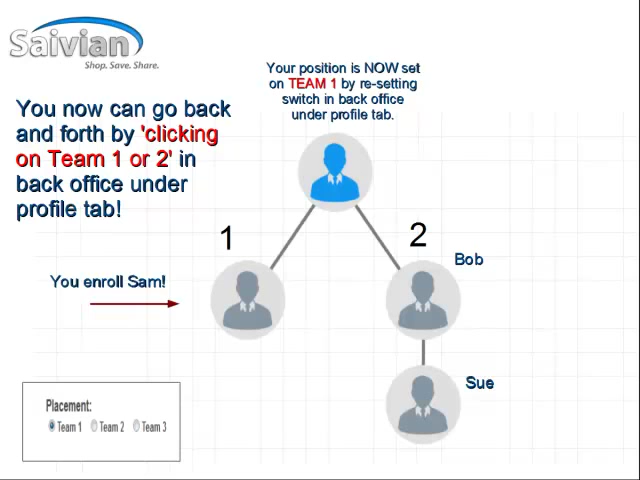 Saivian
Shop. Save. Share.
Your position is NOW set
on TEAM 1 by re-setting
switch in back office
under profile tab.
You now can go back
and forth by 'clicking
on Team 1 or 2' in
back office under
profile tab!
1
2
Bob
You enroll Sam!
Sue
Placement:
Team 1 Team 2 Team 3